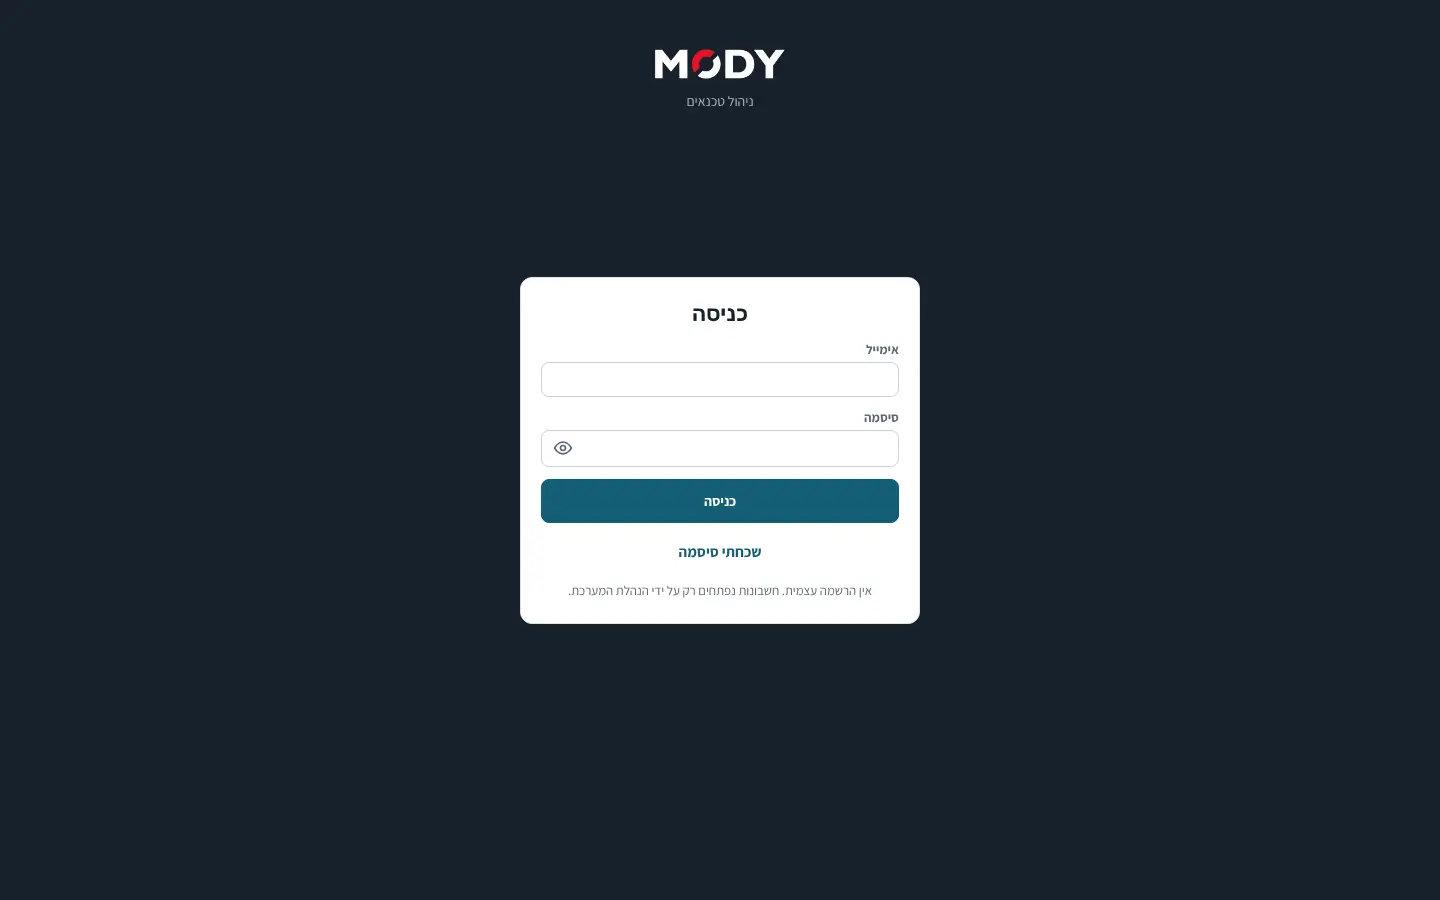 MODY
ניהול טכנאים
כניסה
אימייל
סיסמה
כניסה
שכחתי סיסמה
אין הרשמה עצמית. חשבונות נפתחים רק על ידי הנהלת המערכת.